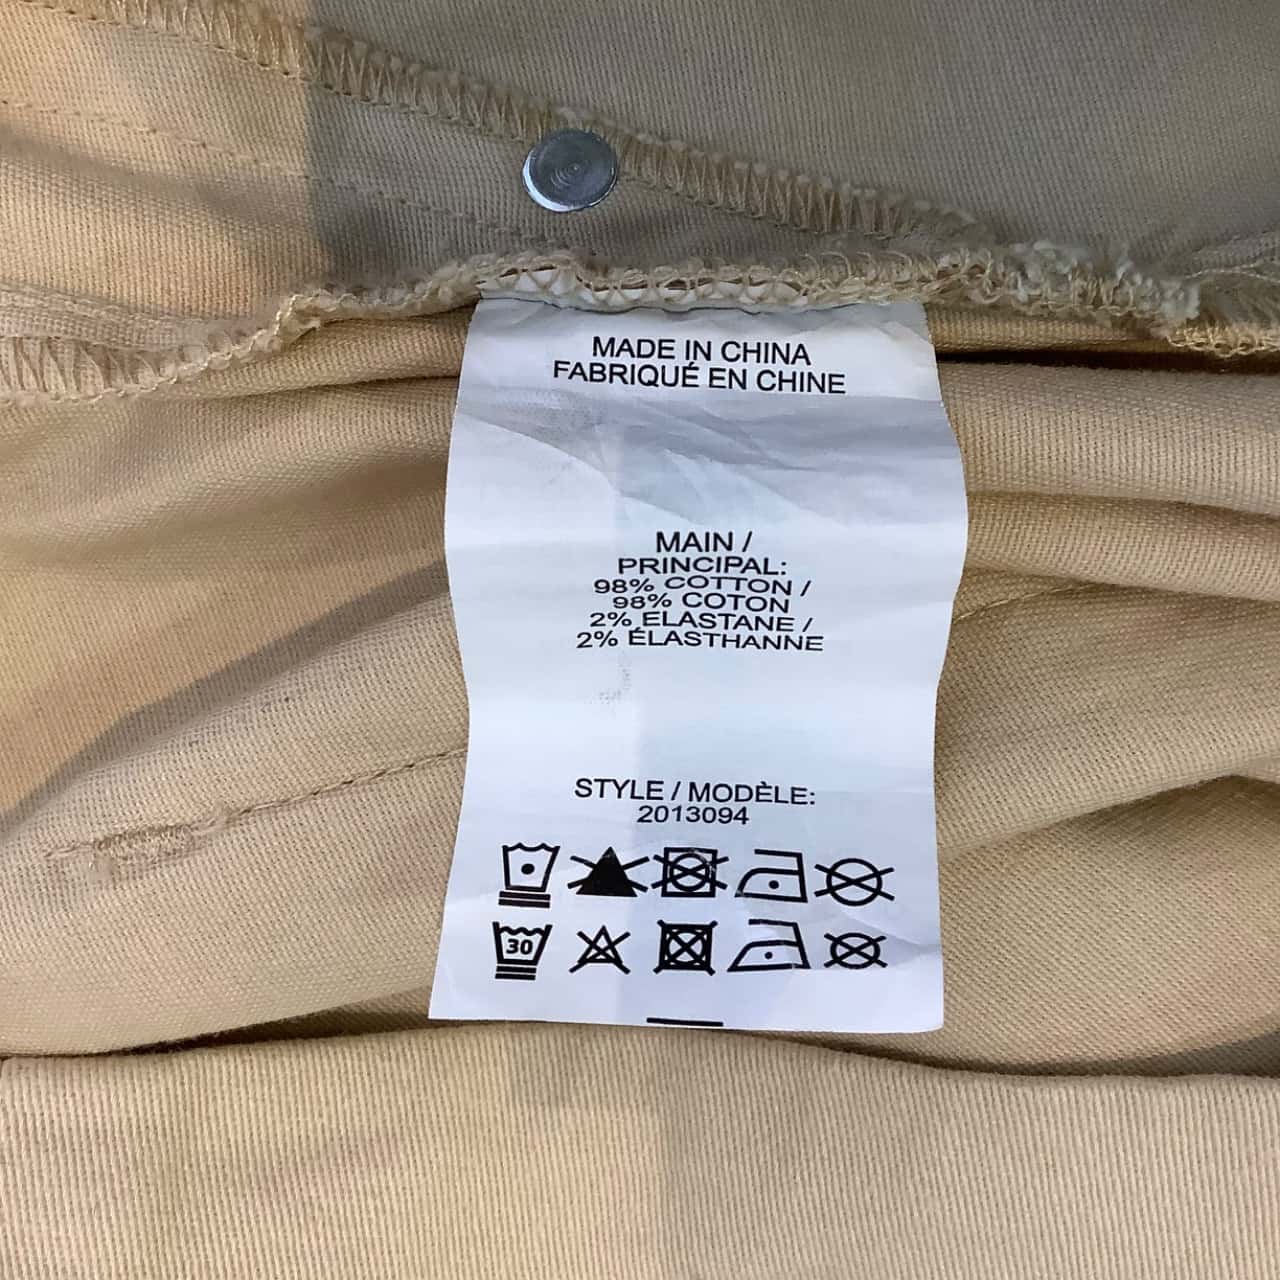 MADE IN CHINA
FABRIQUÉ EN CHINE
MAIN /
PRINCIPAL:
98% COTTON /
98% COTON
2% ELASTANE /
2% ÉLASTHANNE
STYLE / MODÈLE:
2013094
30